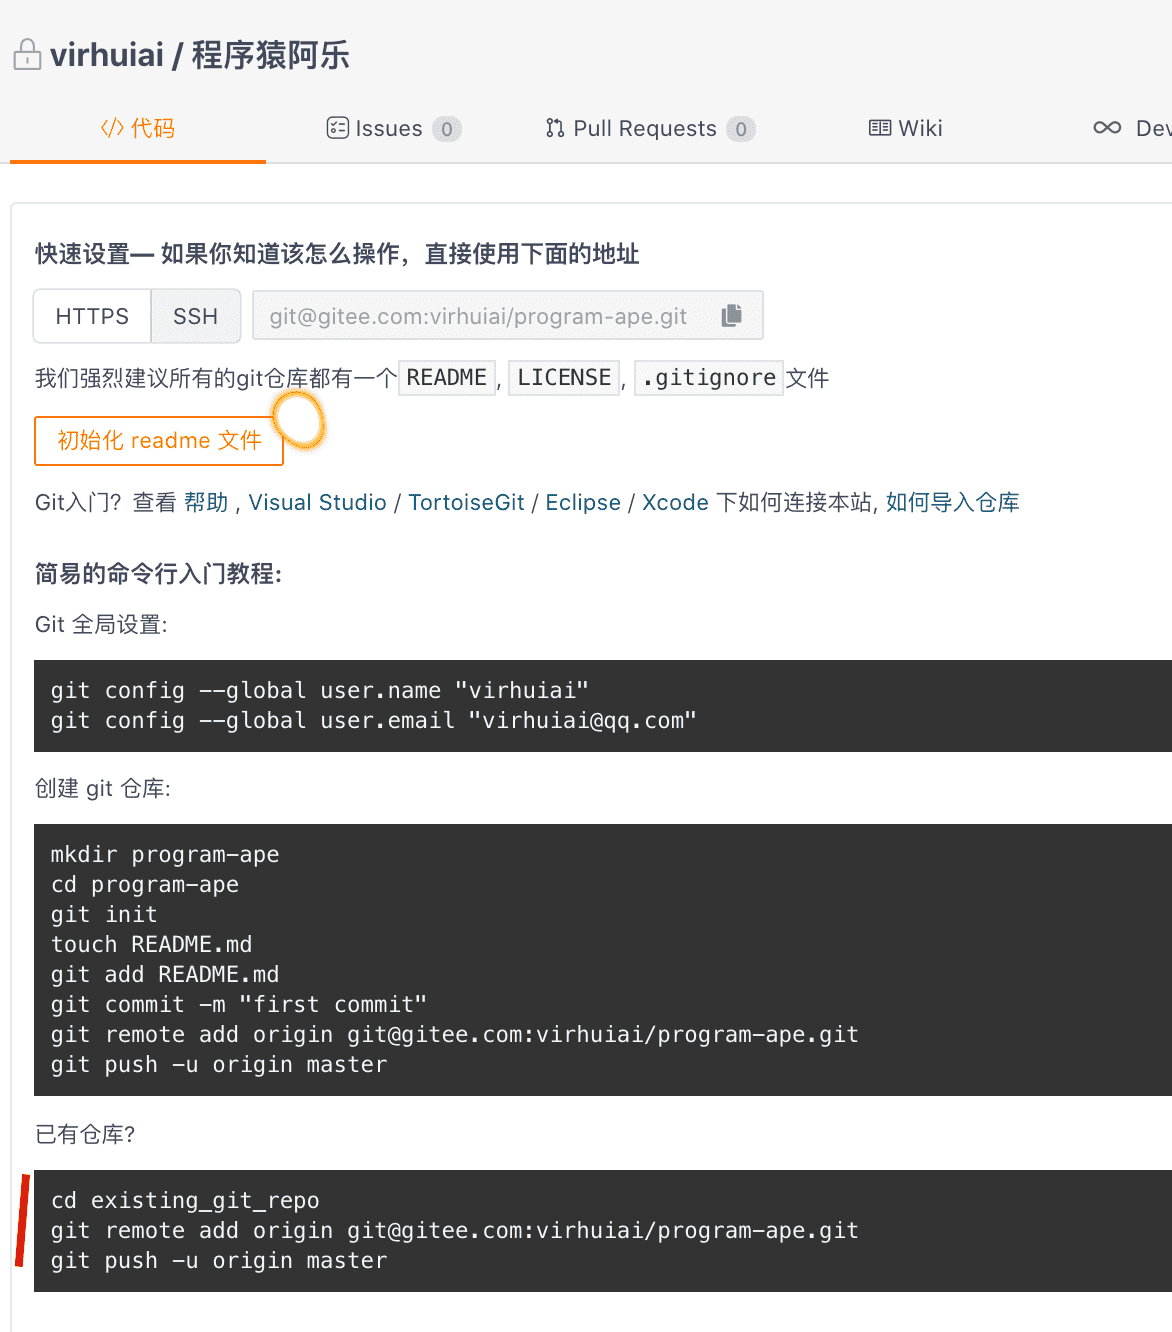 virhuiai / 程序猿阿乐
代码 Issues 0 Pull Requests 0 Wiki Dev
快速设置— 如果你知道该怎么操作，直接使用下面的地址
HTTPS SSH git@gitee.com:virhuiai/program-ape.git
我们强烈建议所有的git仓库都有一个 README , LICENSE , .gitignore 文件
初始化 readme 文件
Git入门？查看 帮助 , Visual Studio / TortoiseGit / Eclipse / Xcode 下如何连接本站, 如何导入仓库
简易的命令行入门教程:
Git 全局设置:
git config --global user.name "virhuiai"
git config --global user.email "virhuiai@qq.com"
创建 git 仓库:
mkdir program-ape
cd program-ape
git init
touch README.md
git add README.md
git commit -m "first commit"
git remote add origin git@gitee.com:virhuiai/program-ape.git
git push -u origin master
已有仓库?
cd existing_git_repo
git remote add origin git@gitee.com:virhuiai/program-ape.git
git push -u origin master